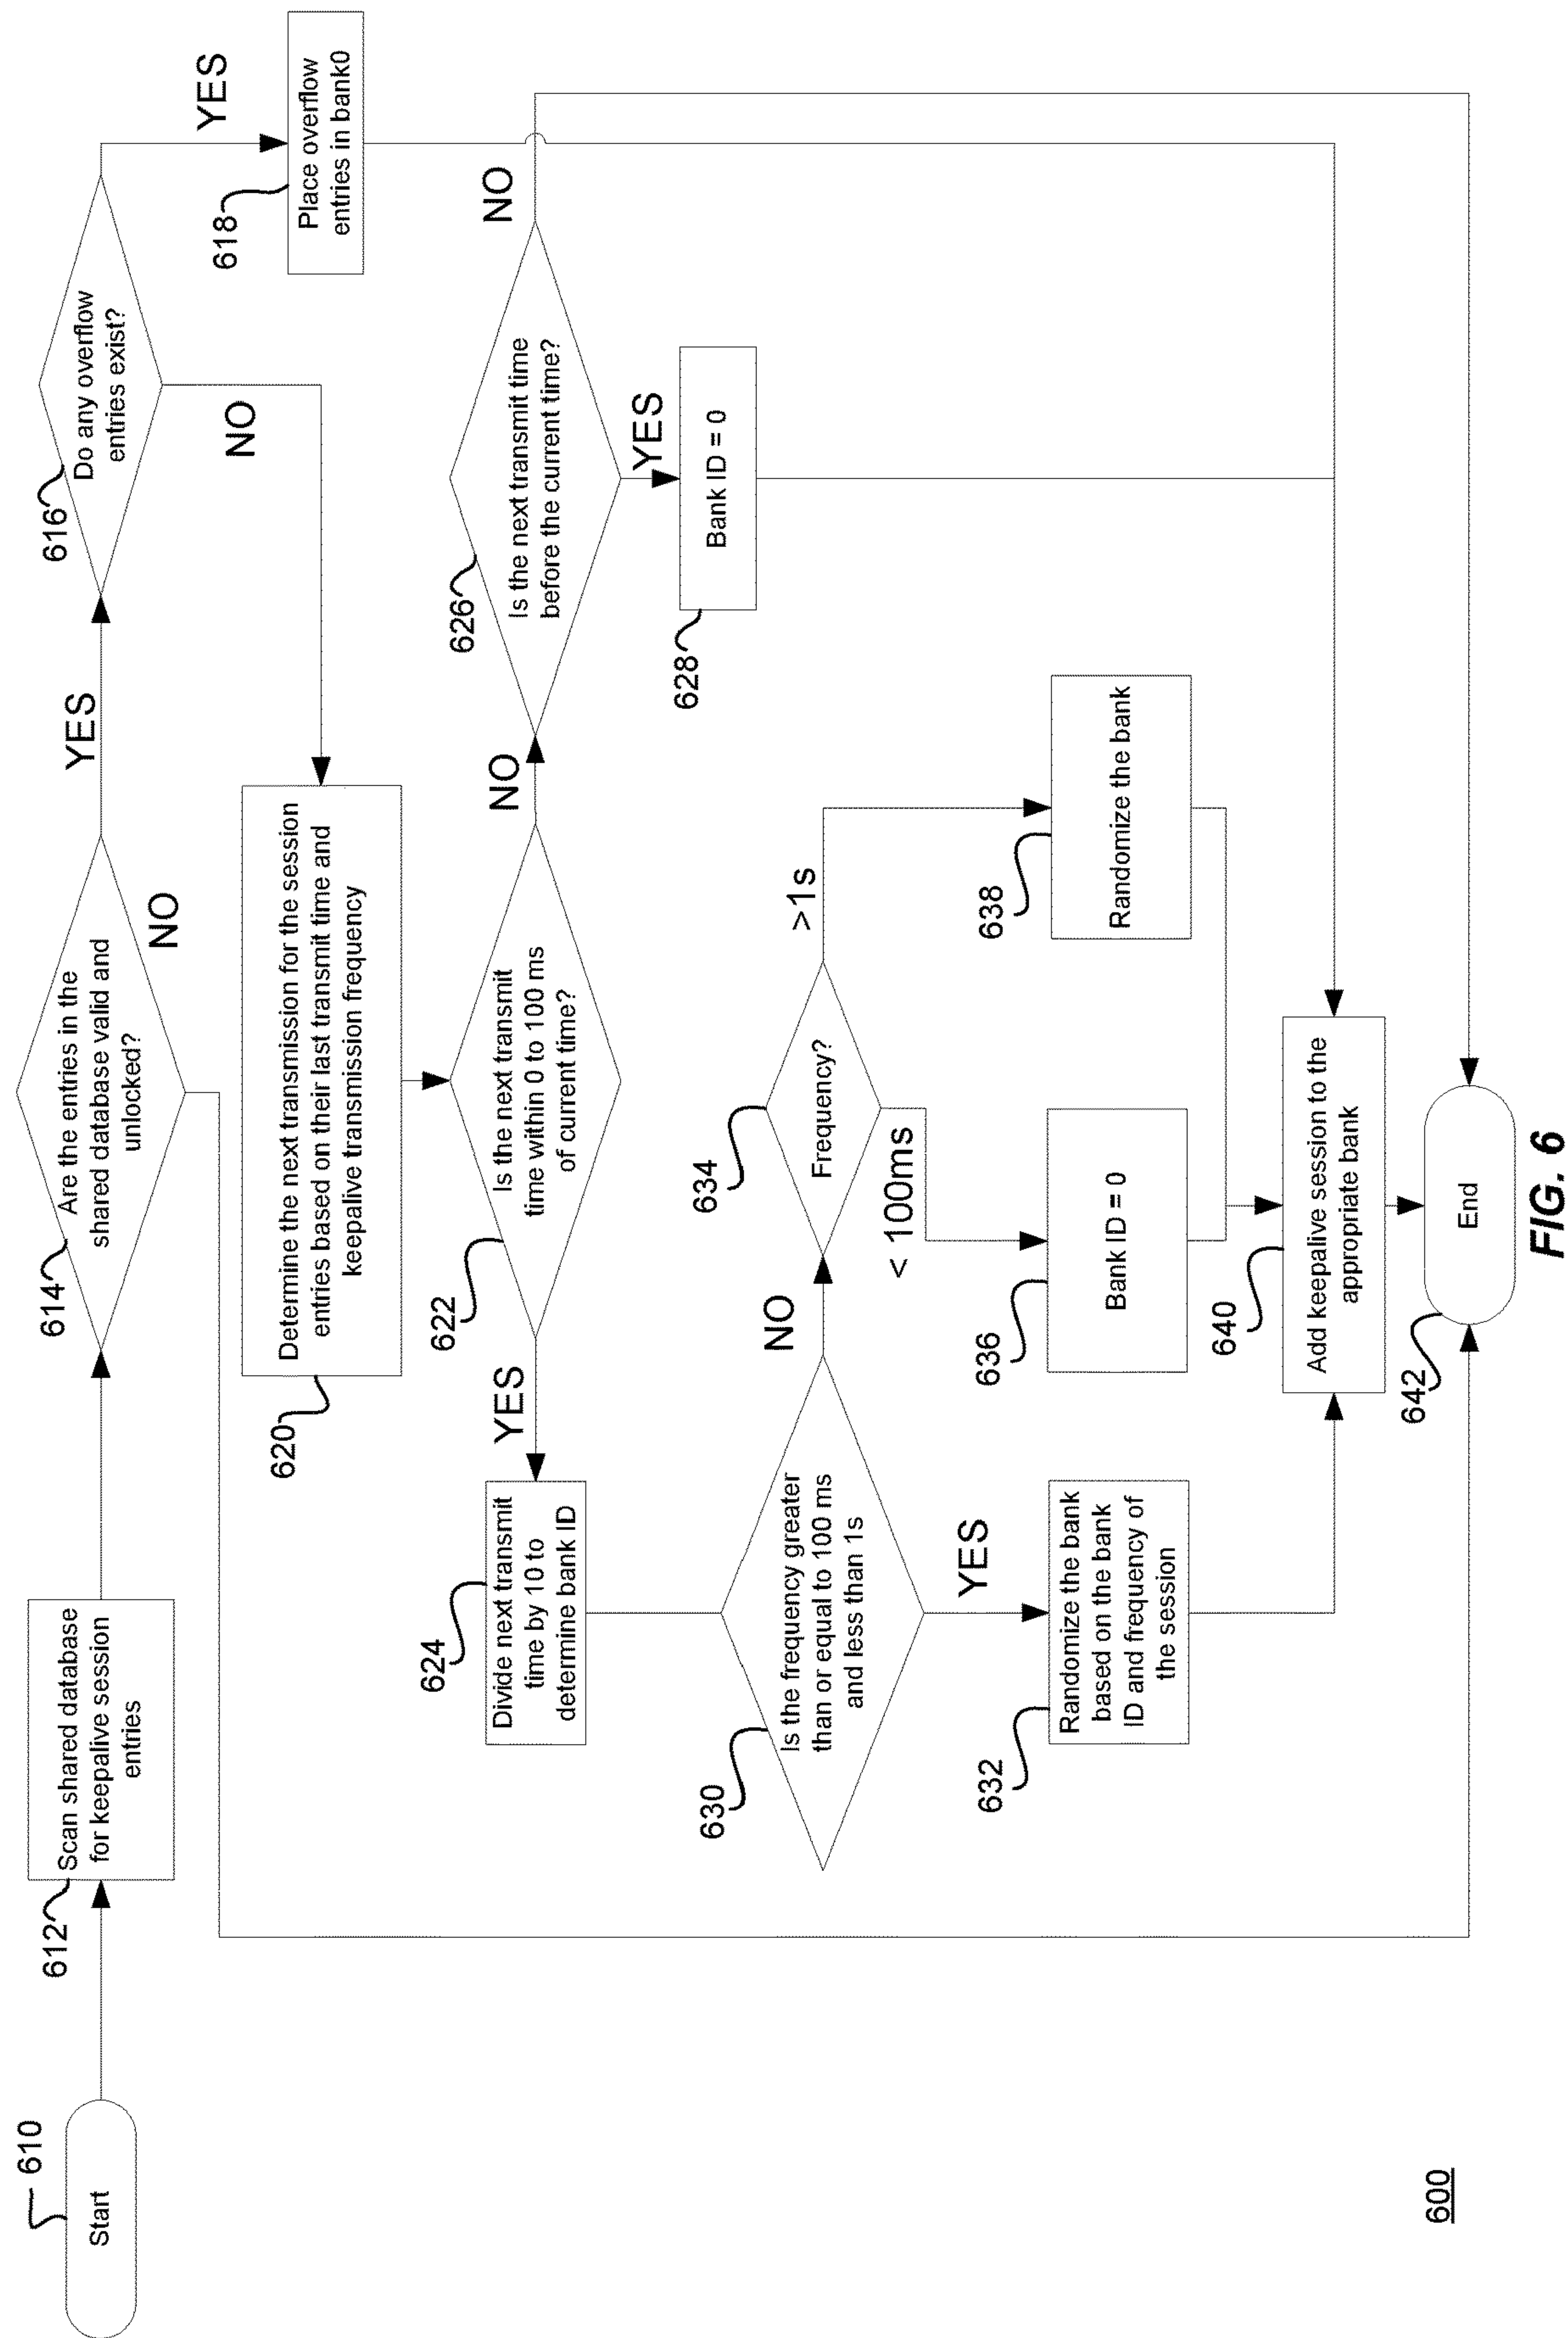 610
Start
612
Scan shared database
for keepalive session
entries
614
Are the entries in the
shared database valid and
unlocked?
YES
NO
616
Do any overflow
entries exist?
YES
NO
618
Place overflow
entries in bank0
620
Determine the next transmission for the session
entries based on their last transmit time and
keepalive transmission frequency
622
Is the next transmit
time within 0 to 100 ms
of current time?
YES
NO
624
Divide next transmit
time by 10 to
determine bank ID
626
Is the next transmit time
before the current time?
NO
YES
628
Bank ID = 0
630
Is the frequency greater
than or equal to 100 ms
and less than 1s
YES
NO
632
Randomize the bank
based on the bank
ID and frequency of
the session
634
Frequency?
< 100ms
>1s
636
Bank ID = 0
638
Randomize the bank
640
Add keepalive session to the
appropriate bank
642
End
600
FIG. 6